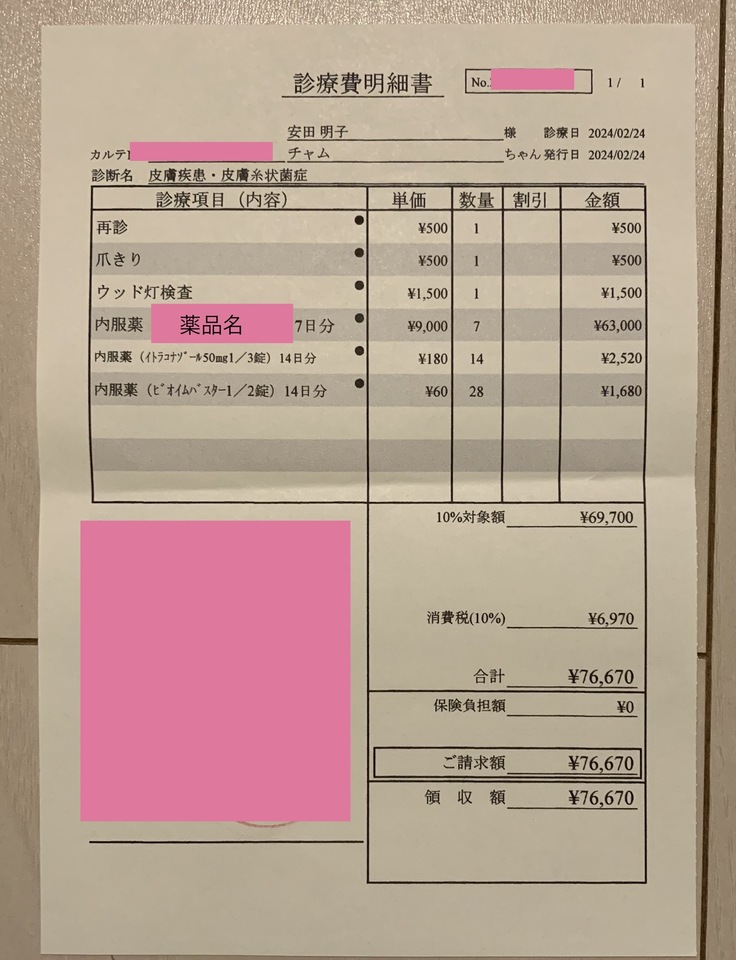 診療費明細書
No. 1/ 1
安田 明子 様 診療日 2024/02/24
カルテ チャム ちゃん 発行日 2024/02/24
診断名 皮膚疾患・皮膚糸状菌症
診療項目（内容） 単価 数量 割引 金額
再診 ● ¥500 1 ¥500
爪きり ● ¥500 1 ¥500
ウッド灯検査 ● ¥1,500 1 ¥1,500
内服薬 薬品名 7日分 ● ¥9,000 7 ¥63,000
内服薬（ｲﾄﾗｺﾅｿﾞｰﾙ50mg1／3錠）14日分 ● ¥180 14 ¥2,520
内服薬（ﾋﾞｵｲﾑﾊﾞｽﾀｰ1／2錠）14日分 ● ¥60 28 ¥1,680
10%対象額 ¥69,700
消費税(10%) ¥6,970
合計 ¥76,670
保険負担額 ¥0
ご請求額 ¥76,670
領 収 額 ¥76,670